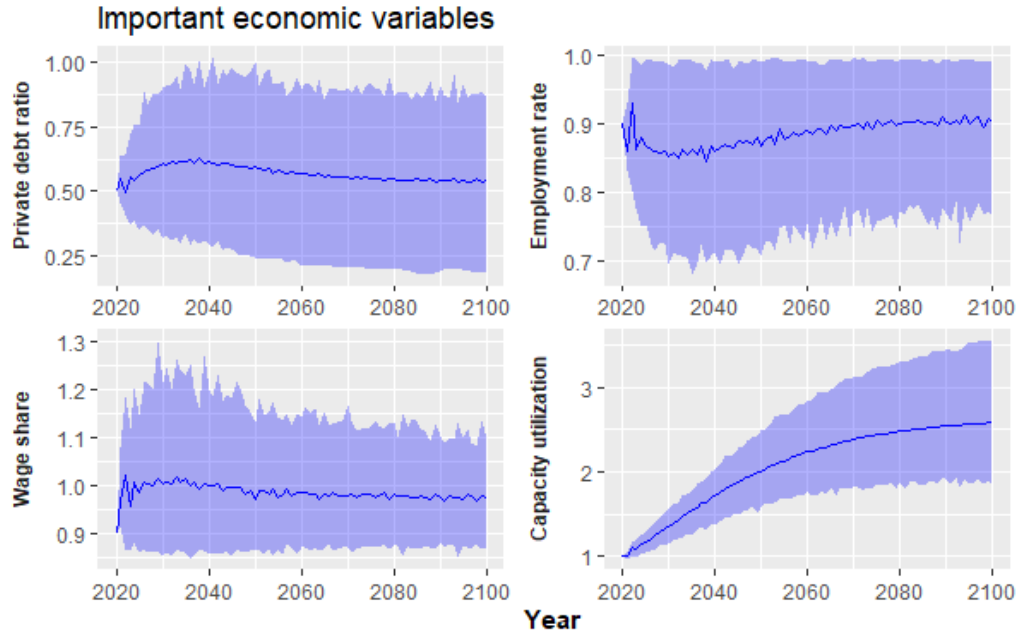 Important economic variables
Private debt ratio
1.00
0.75
0.50
0.25
2020 2040 2060 2080 2100
Employment rate
1.0
0.9
0.8
0.7
2020 2040 2060 2080 2100
Wage share
1.3
1.2
1.1
1.0
0.9
2020 2040 2060 2080 2100
Capacity utilization
3
2
1
2020 2040 2060 2080 2100
Year